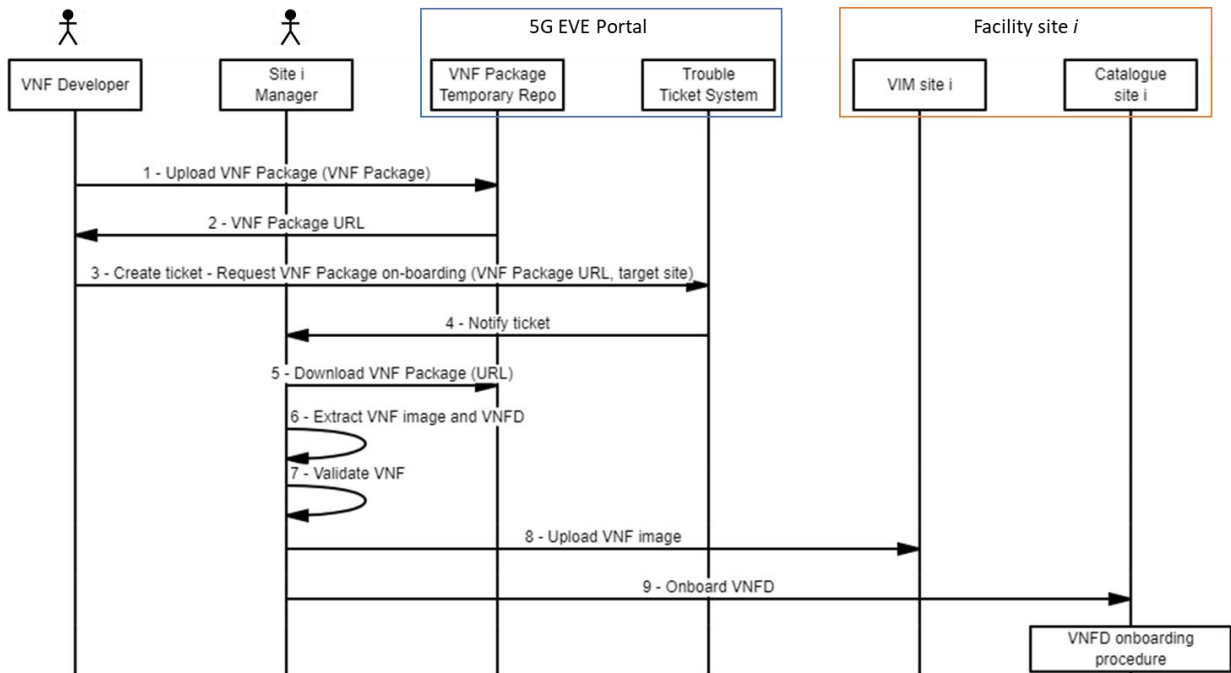 5G EVE Portal
Facility site i
VNF Developer
Site i
Manager
VNF Package
Temporary Repo
Trouble
Ticket System
VIM site i
Catalogue
site i
1 - Upload VNF Package (VNF Package)
2 - VNF Package URL
3 - Create ticket - Request VNF Package on-boarding (VNF Package URL, target site)
4 - Notify ticket
5 - Download VNF Package (URL)
6 - Extract VNF image and VNFD
7 - Validate VNF
8 - Upload VNF image
9 - Onboard VNFD
VNFD onboarding
procedure